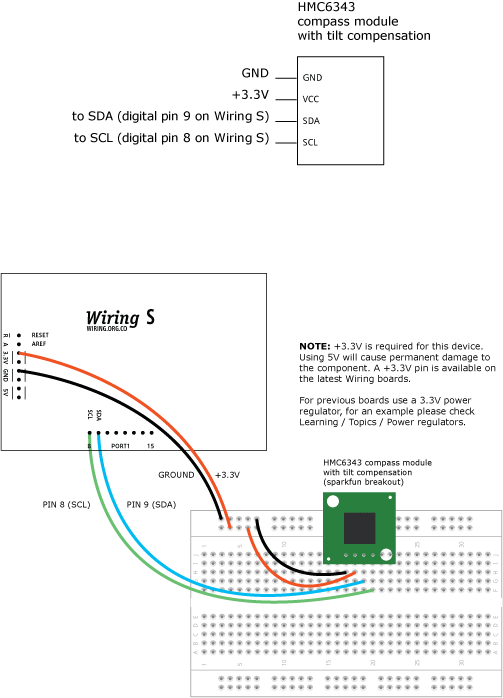 HMC6343
compass module
with tilt compensation
GND
GND
+3.3V
VCC
to SDA (digital pin 9 on Wiring S)
SDA
to SCL (digital pin 8 on Wiring S)
SCL
Wiring S
WIRING.ORG.CO
R
RESET
A
AREF
3.3V
GND
5V
SCL
SDA
8
PORT1
15
NOTE: +3.3V is required for this device.
Using 5V will cause permanent damage to
the component. A +3.3V pin is available on
the latest Wiring boards.
For previous boards use a 3.3V power
regulator, for an example please check
Learning / Topics / Power regulators.
HMC6343 compass module
with tilt compensation
(sparkfun breakout)
GROUND
+3.3V
PIN 8 (SCL)
PIN 9 (SDA)
1
5
10
25
30
A
B
C
D
E
1
5
10
15
20
25
30